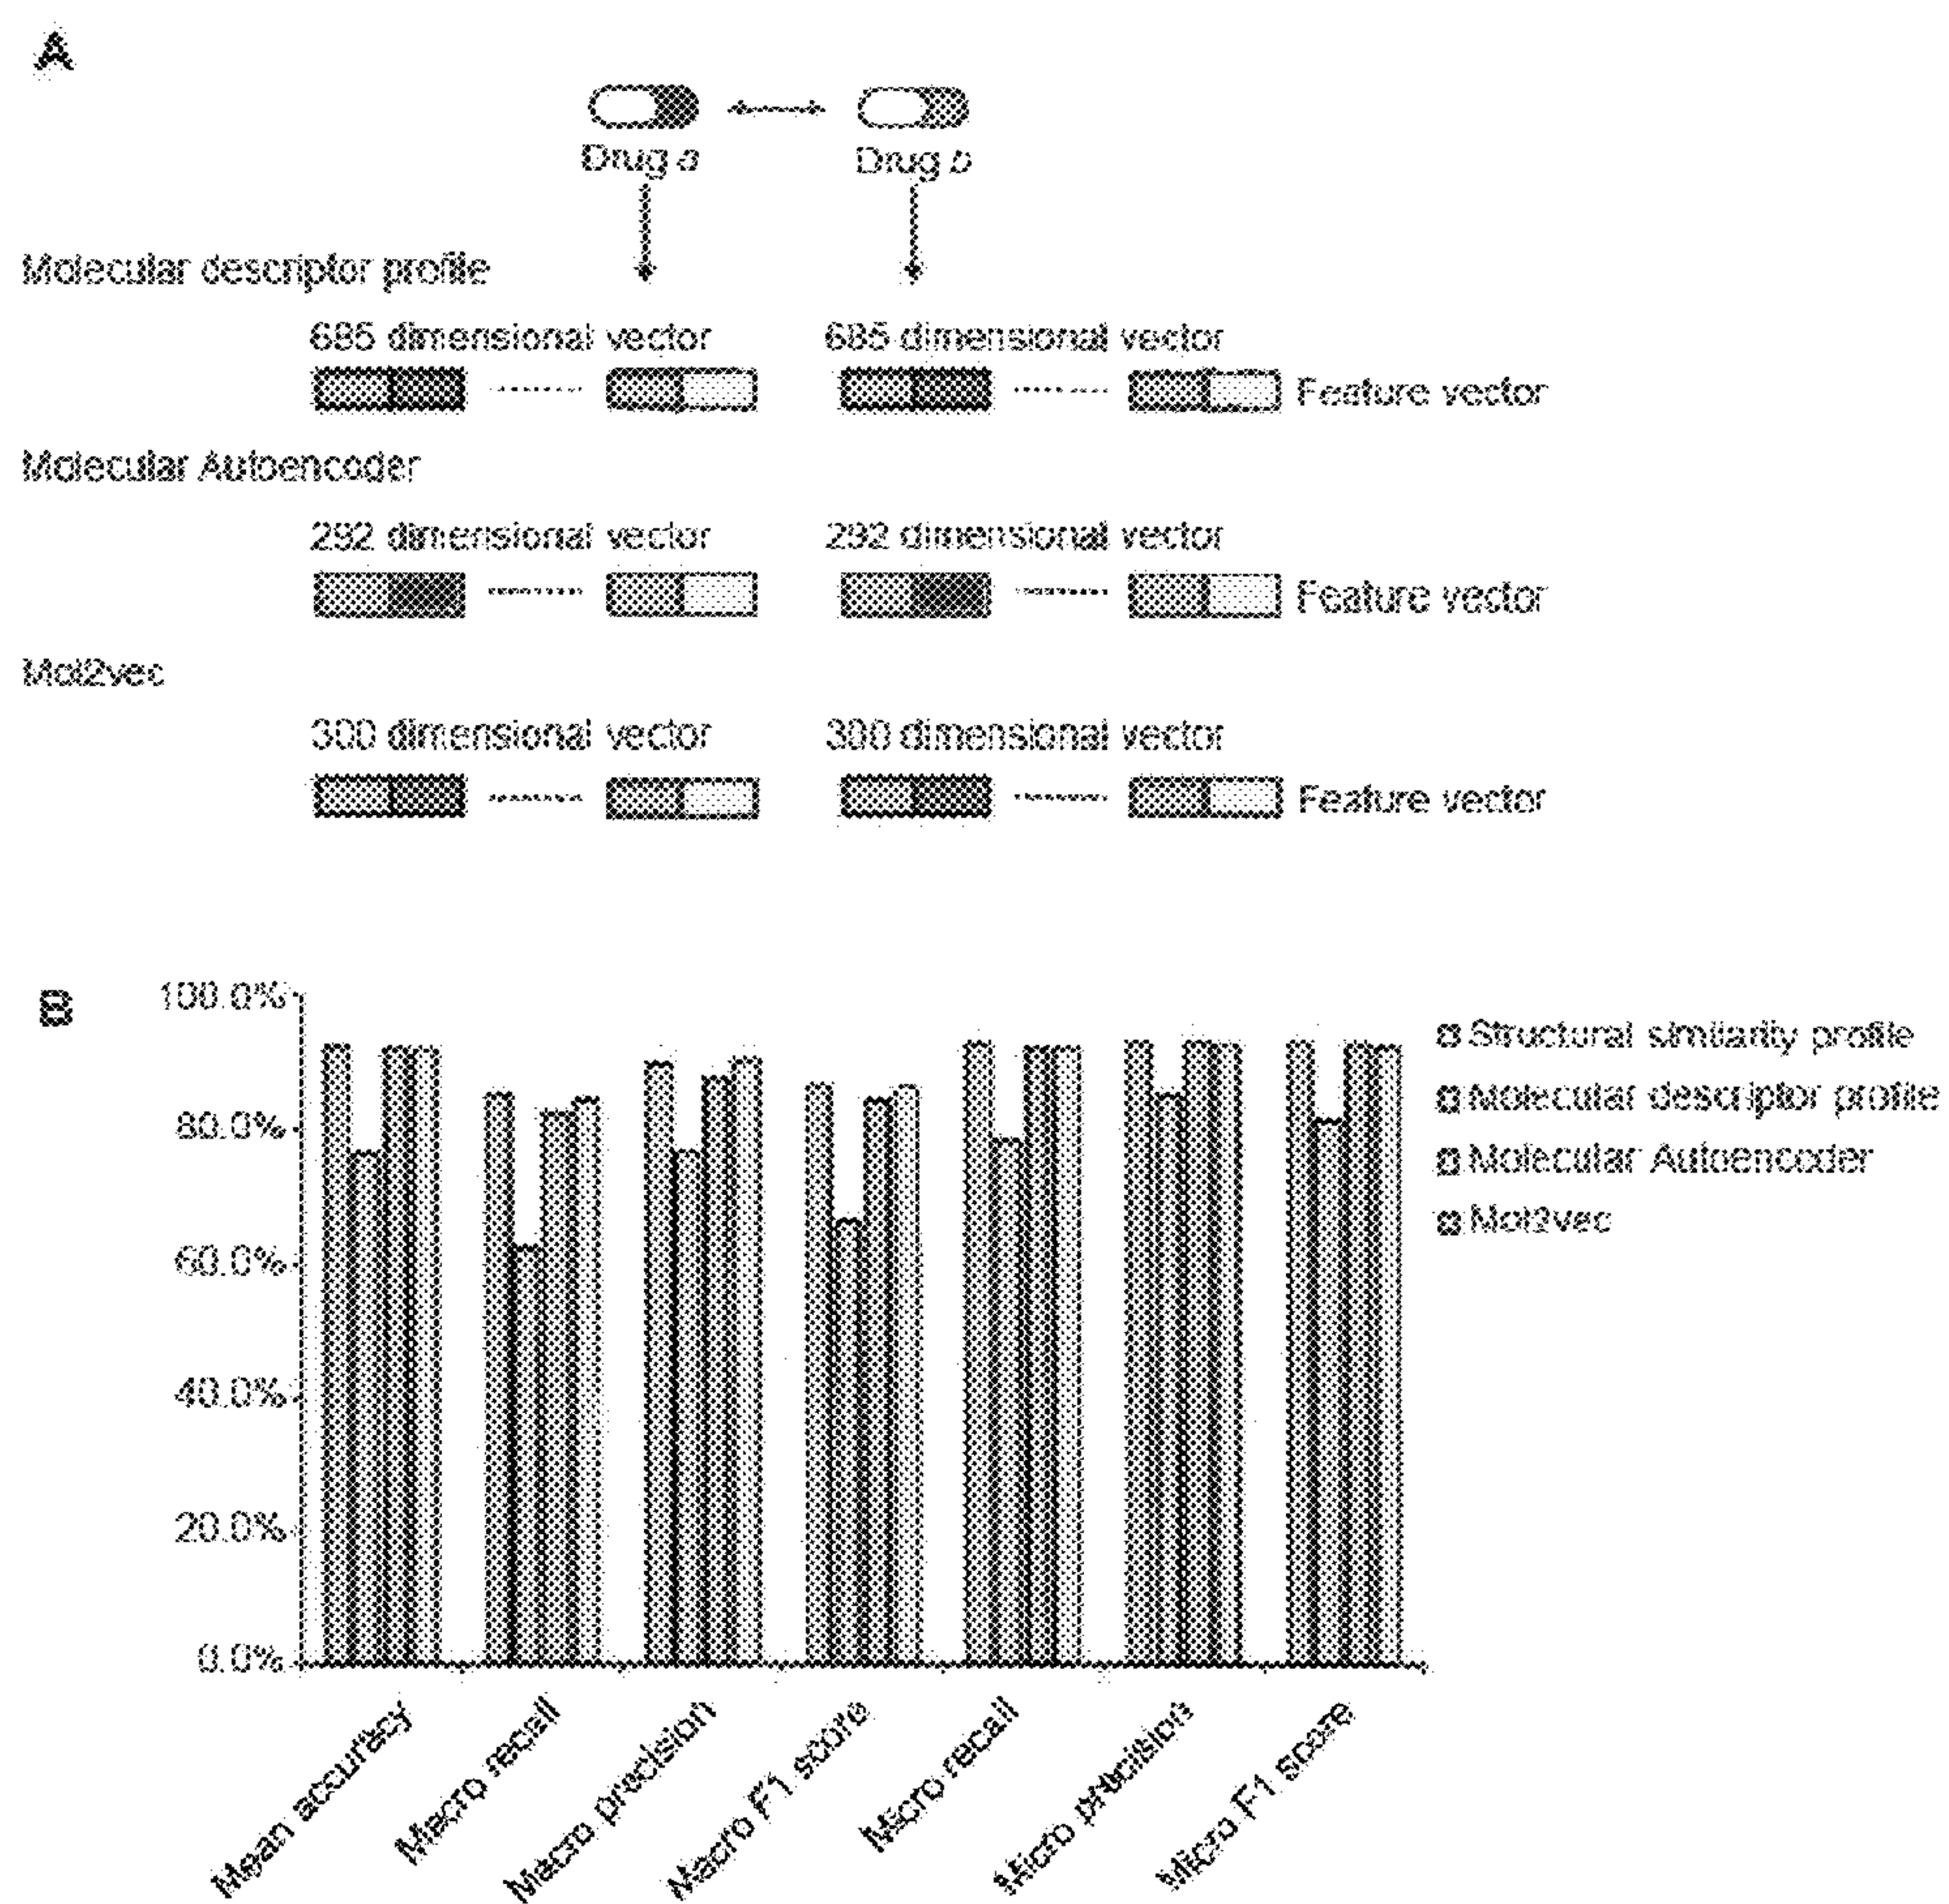 A
Drug a
Drug b
Molecular descriptor profile
685 dimensional vector
685 dimensional vector
Feature vector
Molecular Autoencoder
292 dimensional vector
292 dimensional vector
Feature vector
Mol2vec
300 dimensional vector
300 dimensional vector
Feature vector
B
100.0%
80.0%
60.0%
40.0%
20.0%
0.0%
Structural similarity profile
Molecular descriptor profile
Molecular Autoencoder
Mol2vec
Mean accuracy
Macro recall
Macro precision
Macro F1 score
Micro recall
Micro precision
Micro F1 score